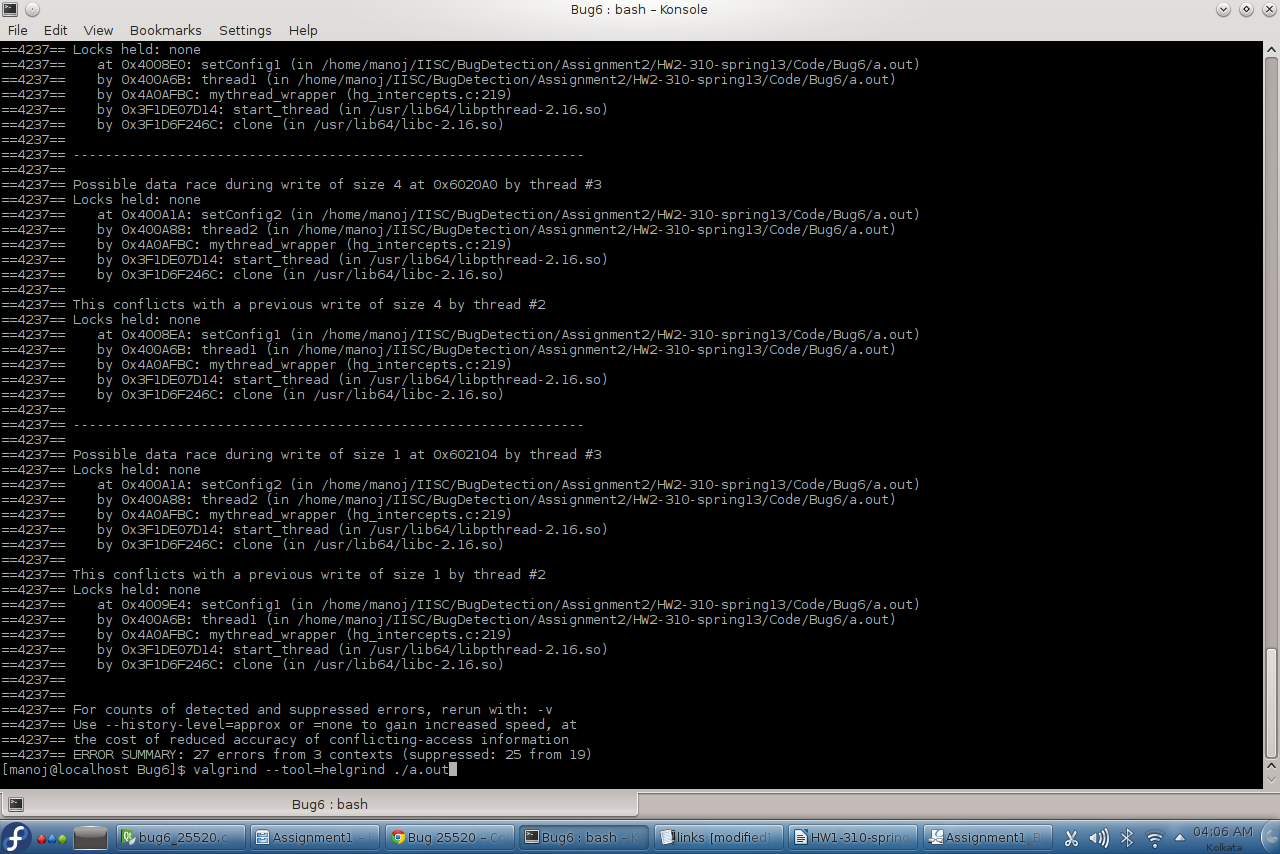 Bug6 : bash – Konsole
File Edit View Bookmarks Settings Help
==4237== Locks held: none
==4237==    at 0x4008E0: setConfig1 (in /home/manoj/IISC/BugDetection/Assignment2/HW2-310-spring13/Code/Bug6/a.out)
==4237==    by 0x400A6B: thread1 (in /home/manoj/IISC/BugDetection/Assignment2/HW2-310-spring13/Code/Bug6/a.out)
==4237==    by 0x4A0AFBC: mythread_wrapper (hg_intercepts.c:219)
==4237==    by 0x3F1DE07D14: start_thread (in /usr/lib64/libpthread-2.16.so)
==4237==    by 0x3F1D6F246C: clone (in /usr/lib64/libc-2.16.so)
==4237==
==4237== ----------------------------------------------------------------
==4237==
==4237== Possible data race during write of size 4 at 0x6020A0 by thread #3
==4237== Locks held: none
==4237==    at 0x400A1A: setConfig2 (in /home/manoj/IISC/BugDetection/Assignment2/HW2-310-spring13/Code/Bug6/a.out)
==4237==    by 0x400A88: thread2 (in /home/manoj/IISC/BugDetection/Assignment2/HW2-310-spring13/Code/Bug6/a.out)
==4237==    by 0x4A0AFBC: mythread_wrapper (hg_intercepts.c:219)
==4237==    by 0x3F1DE07D14: start_thread (in /usr/lib64/libpthread-2.16.so)
==4237==    by 0x3F1D6F246C: clone (in /usr/lib64/libc-2.16.so)
==4237==
==4237== This conflicts with a previous write of size 4 by thread #2
==4237== Locks held: none
==4237==    at 0x4008EA: setConfig1 (in /home/manoj/IISC/BugDetection/Assignment2/HW2-310-spring13/Code/Bug6/a.out)
==4237==    by 0x400A6B: thread1 (in /home/manoj/IISC/BugDetection/Assignment2/HW2-310-spring13/Code/Bug6/a.out)
==4237==    by 0x4A0AFBC: mythread_wrapper (hg_intercepts.c:219)
==4237==    by 0x3F1DE07D14: start_thread (in /usr/lib64/libpthread-2.16.so)
==4237==    by 0x3F1D6F246C: clone (in /usr/lib64/libc-2.16.so)
==4237==
==4237== ----------------------------------------------------------------
==4237==
==4237== Possible data race during write of size 1 at 0x602104 by thread #3
==4237== Locks held: none
==4237==    at 0x400A1A: setConfig2 (in /home/manoj/IISC/BugDetection/Assignment2/HW2-310-spring13/Code/Bug6/a.out)
==4237==    by 0x400A88: thread2 (in /home/manoj/IISC/BugDetection/Assignment2/HW2-310-spring13/Code/Bug6/a.out)
==4237==    by 0x4A0AFBC: mythread_wrapper (hg_intercepts.c:219)
==4237==    by 0x3F1DE07D14: start_thread (in /usr/lib64/libpthread-2.16.so)
==4237==    by 0x3F1D6F246C: clone (in /usr/lib64/libc-2.16.so)
==4237==
==4237== This conflicts with a previous write of size 1 by thread #2
==4237== Locks held: none
==4237==    at 0x4009E4: setConfig1 (in /home/manoj/IISC/BugDetection/Assignment2/HW2-310-spring13/Code/Bug6/a.out)
==4237==    by 0x400A6B: thread1 (in /home/manoj/IISC/BugDetection/Assignment2/HW2-310-spring13/Code/Bug6/a.out)
==4237==    by 0x4A0AFBC: mythread_wrapper (hg_intercepts.c:219)
==4237==    by 0x3F1DE07D14: start_thread (in /usr/lib64/libpthread-2.16.so)
==4237==    by 0x3F1D6F246C: clone (in /usr/lib64/libc-2.16.so)
==4237==
==4237==
==4237== For counts of detected and suppressed errors, rerun with: -v
==4237== Use --history-level=approx or =none to gain increased speed, at
==4237== the cost of reduced accuracy of conflicting-access information
==4237== ERROR SUMMARY: 27 errors from 3 contexts (suppressed: 25 from 19)
[manoj@localhost Bug6]$ valgrind --tool=helgrind ./a.out
Bug6 : bash
bug6_25520.c Assignment1 – Bug 25520 – Co Bug6 : bash – K links [modified] HW1-310-spring Assignment1_B 04:06 AM
Kolkata